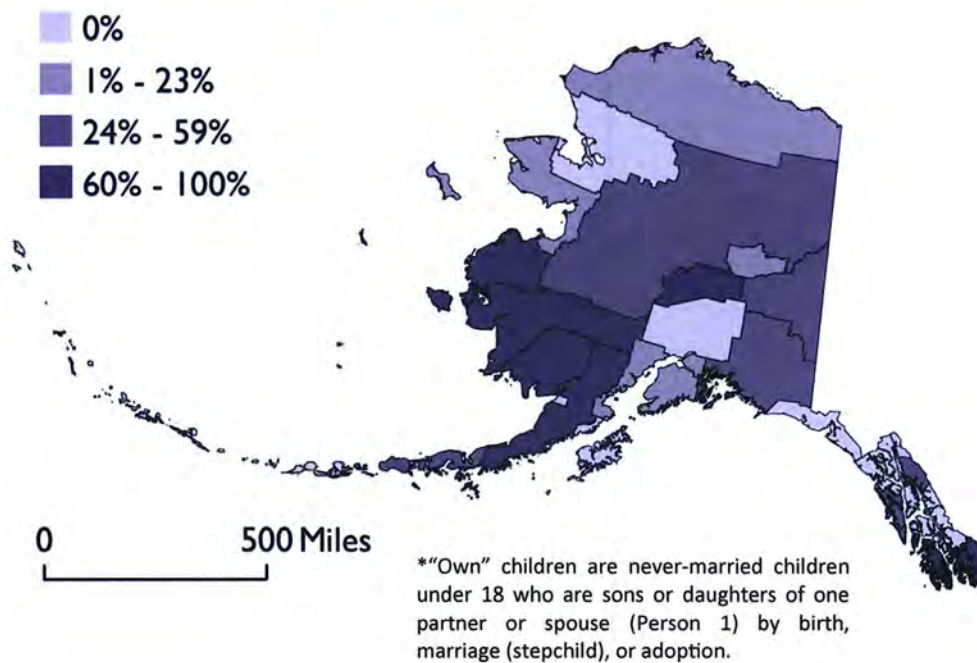 0%
1% - 23%
24% - 59%
60% - 100%
0 500 Miles
*“Own” children are never-married children
under 18 who are sons or daughters of one
partner or spouse (Person 1) by birth,
marriage (stepchild), or adoption.